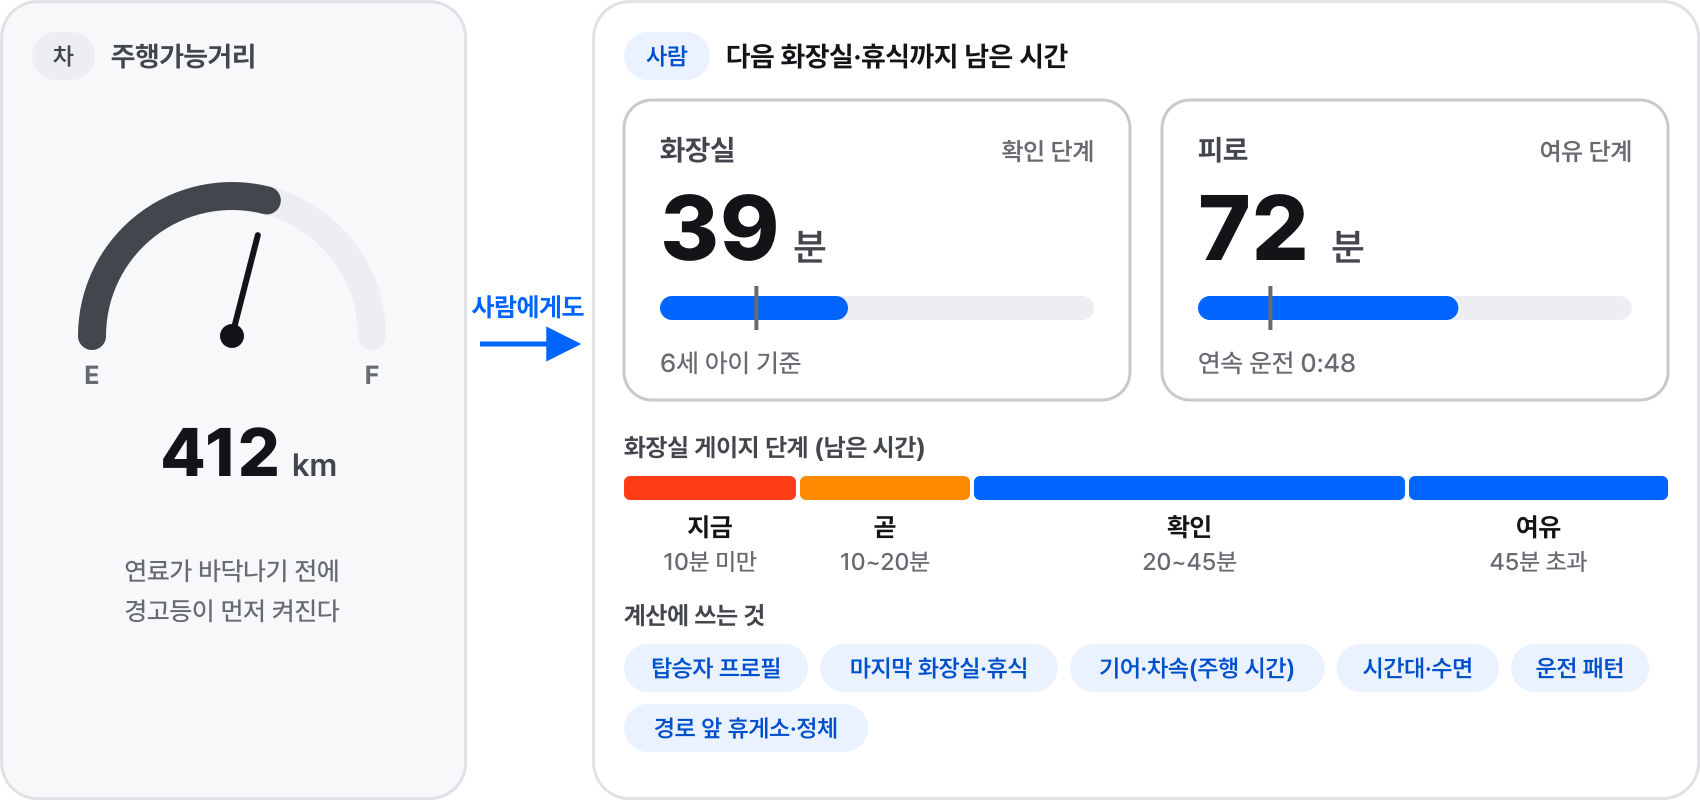 차 주행가능거리
E F
412 km
연료가 바닥나기 전에
경고등이 먼저 켜진다
사람에게도
사람 다음 화장실·휴식까지 남은 시간
화장실 확인 단계
39 분
6세 아이 기준
피로 여유 단계
72 분
연속 운전 0:48
화장실 게이지 단계 (남은 시간)
지금 곧 확인 여유
10분 미만 10~20분 20~45분 45분 초과
계산에 쓰는 것
탑승자 프로필 마지막 화장실·휴식 기어·차속(주행 시간) 시간대·수면 운전 패턴
경로 앞 휴게소·정체